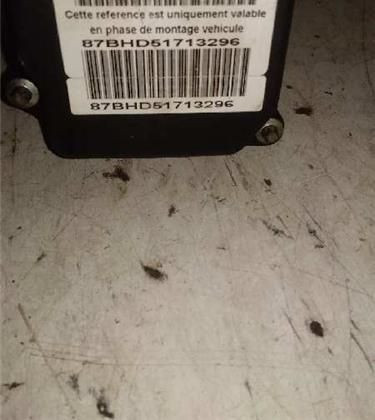 Cette reference est uniquement valable
en phase de montage vehicule
87BHD51713296
87BHD51713296